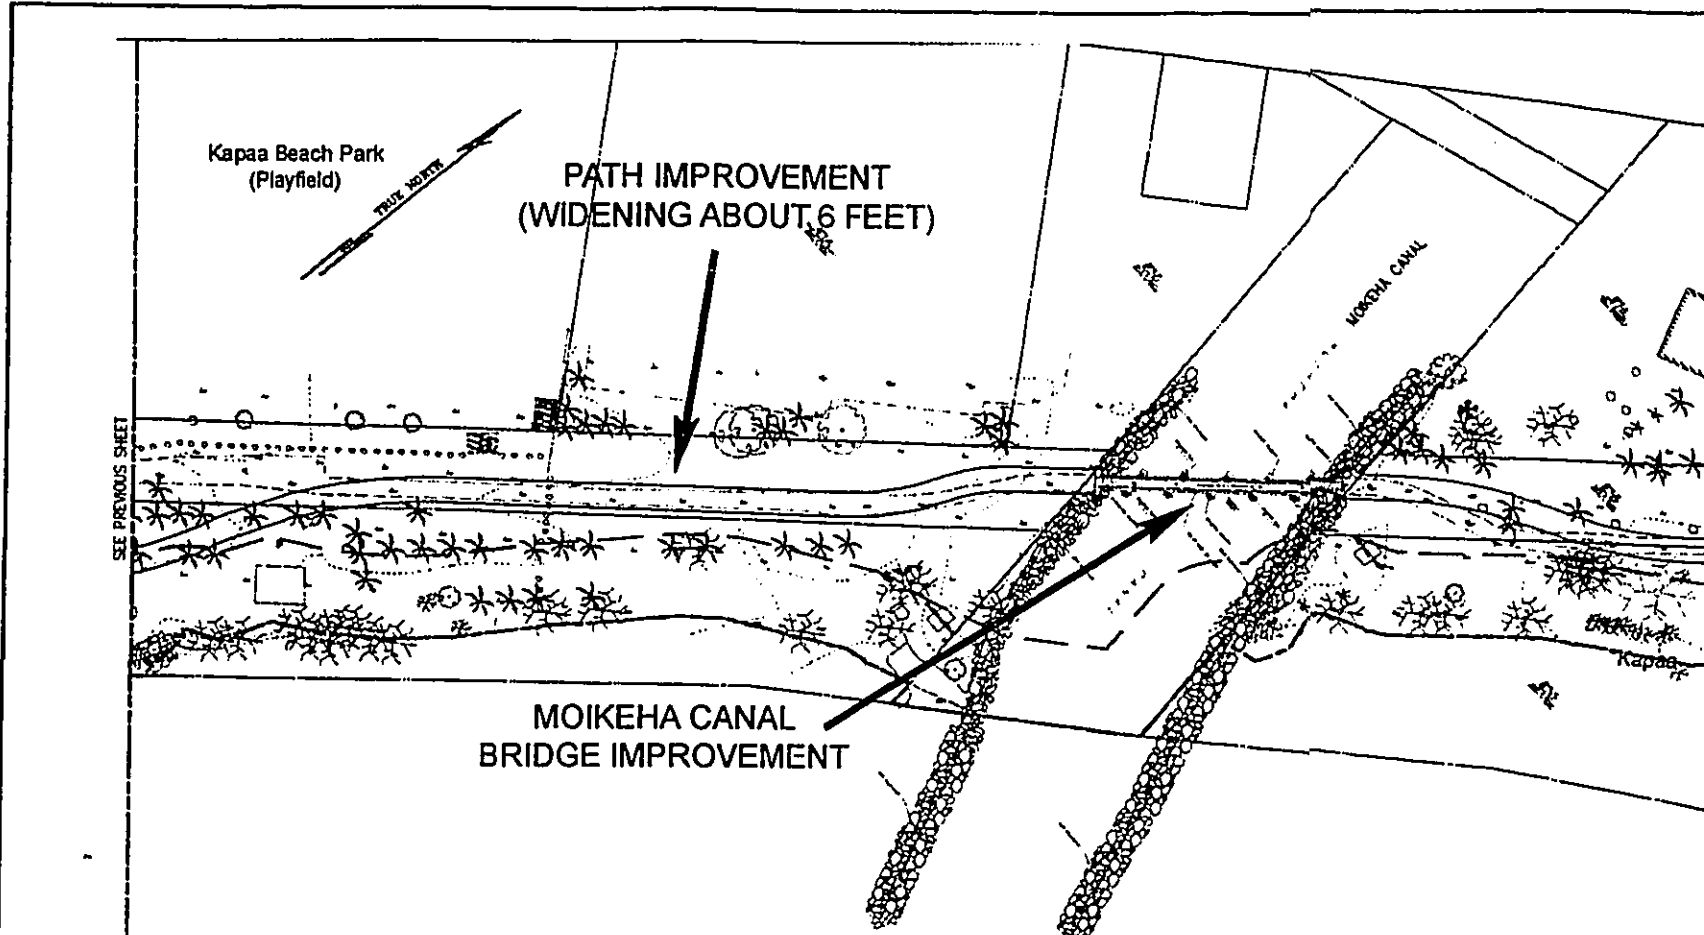 Kapaa Beach Park
(Playfield)
TRUE NORTH
PATH IMPROVEMENT
(WIDENING ABOUT 6 FEET)
MOIKEHA CANAL
SEE PREVIOUS SHEET
Kapaa
MOIKEHA CANAL
BRIDGE IMPROVEMENT